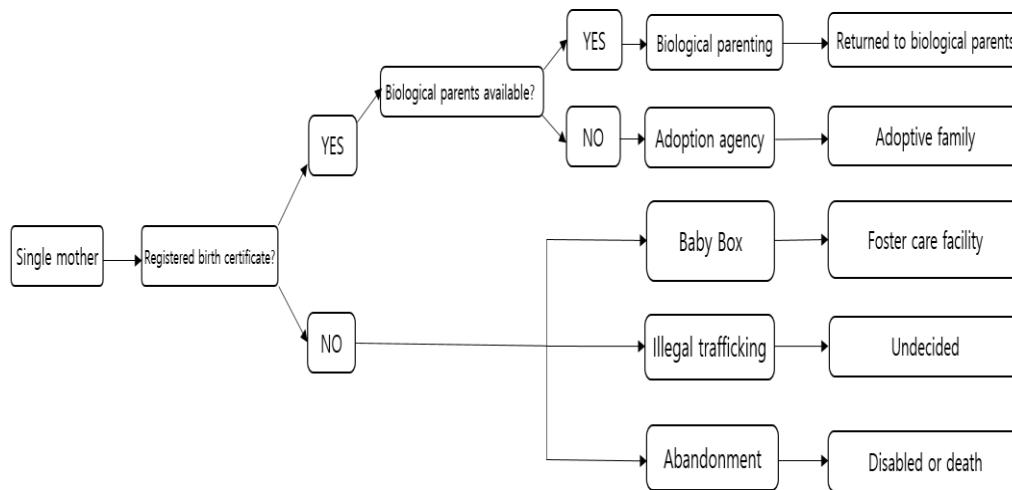 Single mother
Registered birth certificate?
YES
Biological parents available?
YES
Biological parenting
Returned to biological parents
NO
Adoption agency
Adoptive family
NO
Baby Box
Foster care facility
Illegal trafficking
Undecided
Abandonment
Disabled or death